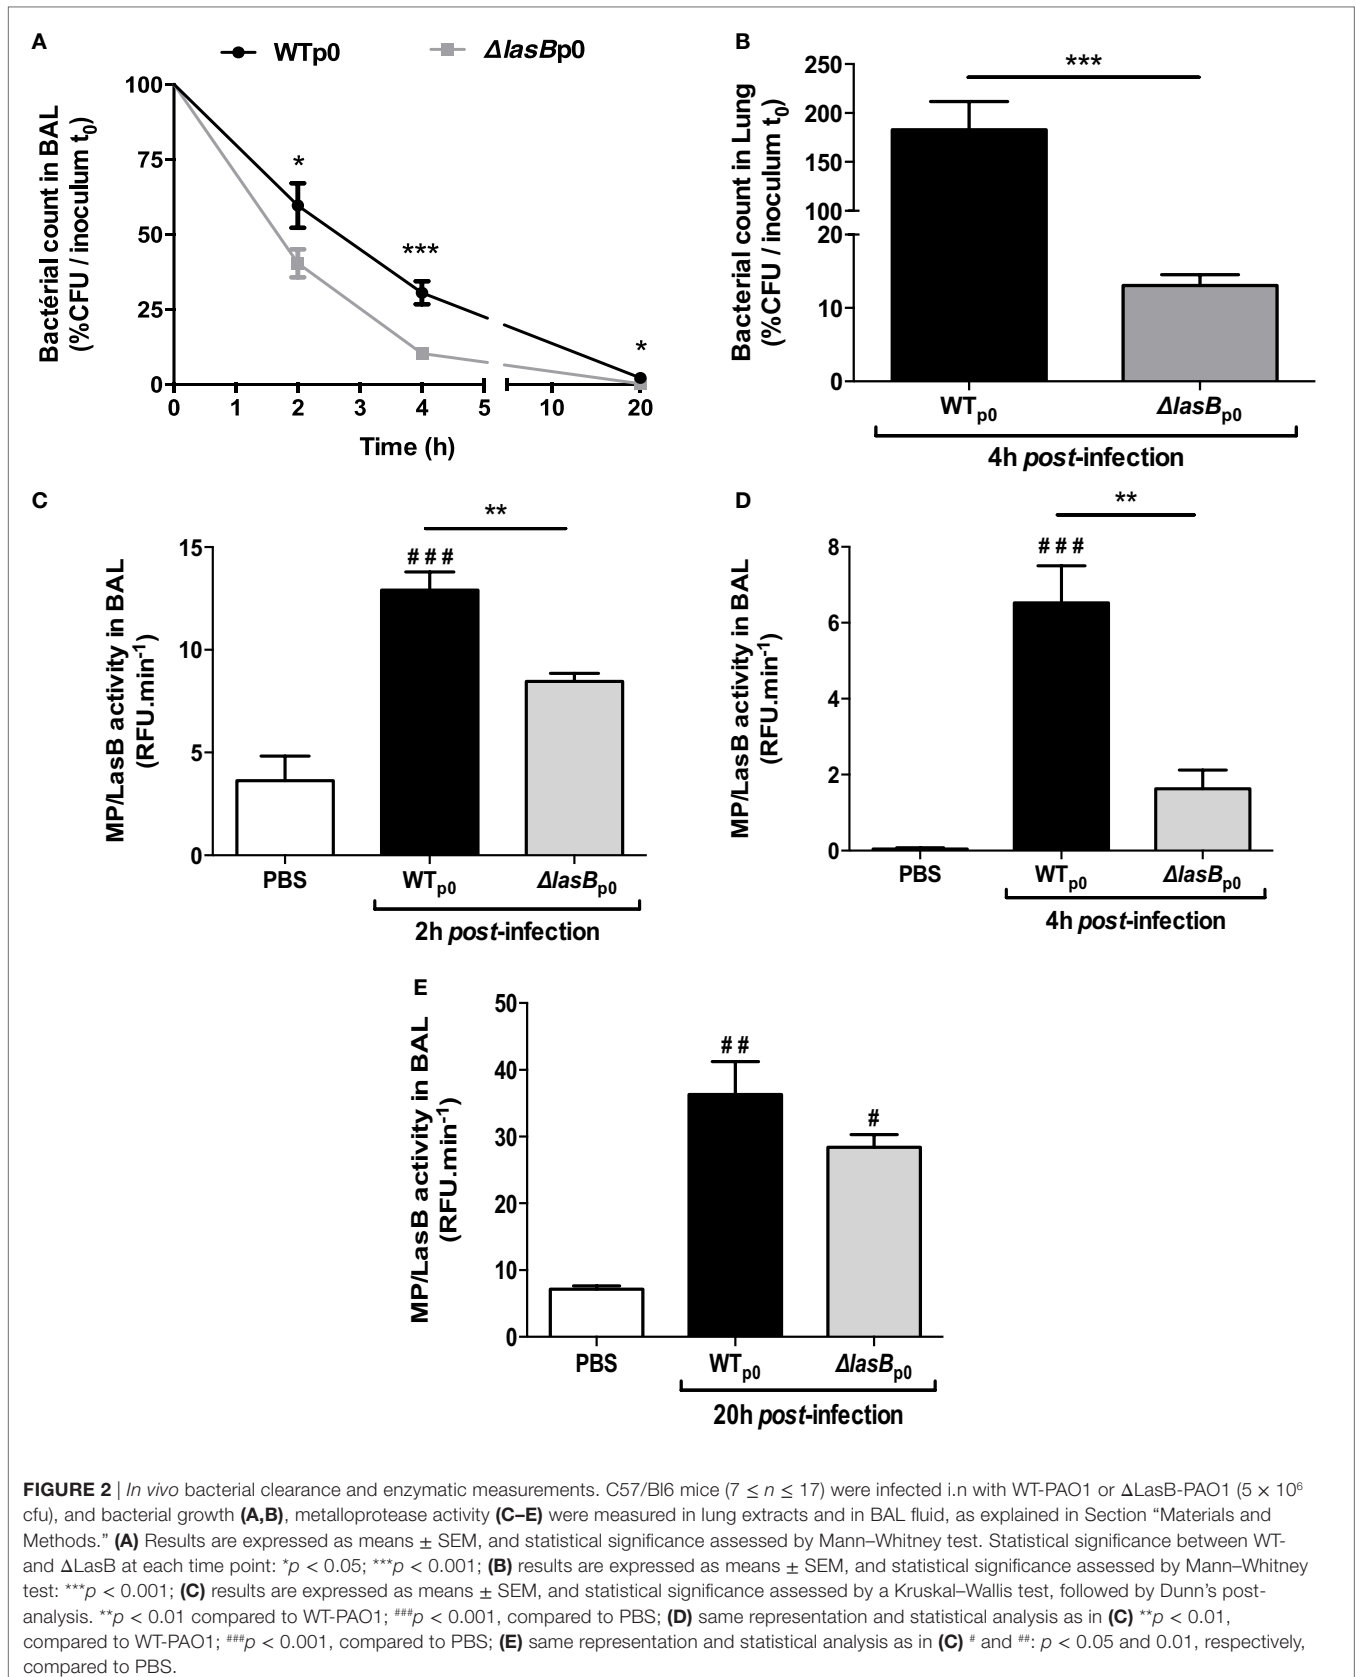 A
WTp0 ΔlasBp0
100
75
50
25
0
Bactérial count in BAL
(%CFU / inoculum t0)
*
***
*
0 1 2 3 4 5 10 20
Time (h)
B
***
250
200
150
100
20
10
0
Bacterial count in Lung
(%CFU / inoculum t0)
WTp0 ΔlasBp0
4h post-infection
C
**
###
15
10
5
0
MP/LasB activity in BAL
(RFU.min-1)
PBS WTp0 ΔlasBp0
2h post-infection
D
**
###
8
6
4
2
0
MP/LasB activity in BAL
(RFU.min-1)
PBS WTp0 ΔlasBp0
4h post-infection
E
##
#
50
40
30
20
10
0
MP/LasB activity in BAL
(RFU.min-1)
PBS WTp0 ΔlasBp0
20h post-infection
FIGURE 2 | In vivo bacterial clearance and enzymatic measurements. C57/Bl6 mice (7 ≤ n ≤ 17) were infected i.n with WT-PAO1 or ΔLasB-PAO1 (5 × 10⁶
cfu), and bacterial growth (A,B), metalloprotease activity (C–E) were measured in lung extracts and in BAL fluid, as explained in Section “Materials and
Methods.” (A) Results are expressed as means ± SEM, and statistical significance assessed by Mann–Whitney test. Statistical significance between WT-
and ΔLasB at each time point: *p < 0.05; ***p < 0.001; (B) results are expressed as means ± SEM, and statistical significance assessed by Mann–Whitney
test: ***p < 0.001; (C) results are expressed as means ± SEM, and statistical significance assessed by a Kruskal–Wallis test, followed by Dunn’s post-
analysis. **p < 0.01 compared to WT-PAO1; ###p < 0.001, compared to PBS; (D) same representation and statistical analysis as in (C) **p < 0.01,
compared to WT-PAO1; ###p < 0.001, compared to PBS; (E) same representation and statistical analysis as in (C) # and ##: p < 0.05 and 0.01, respectively,
compared to PBS.